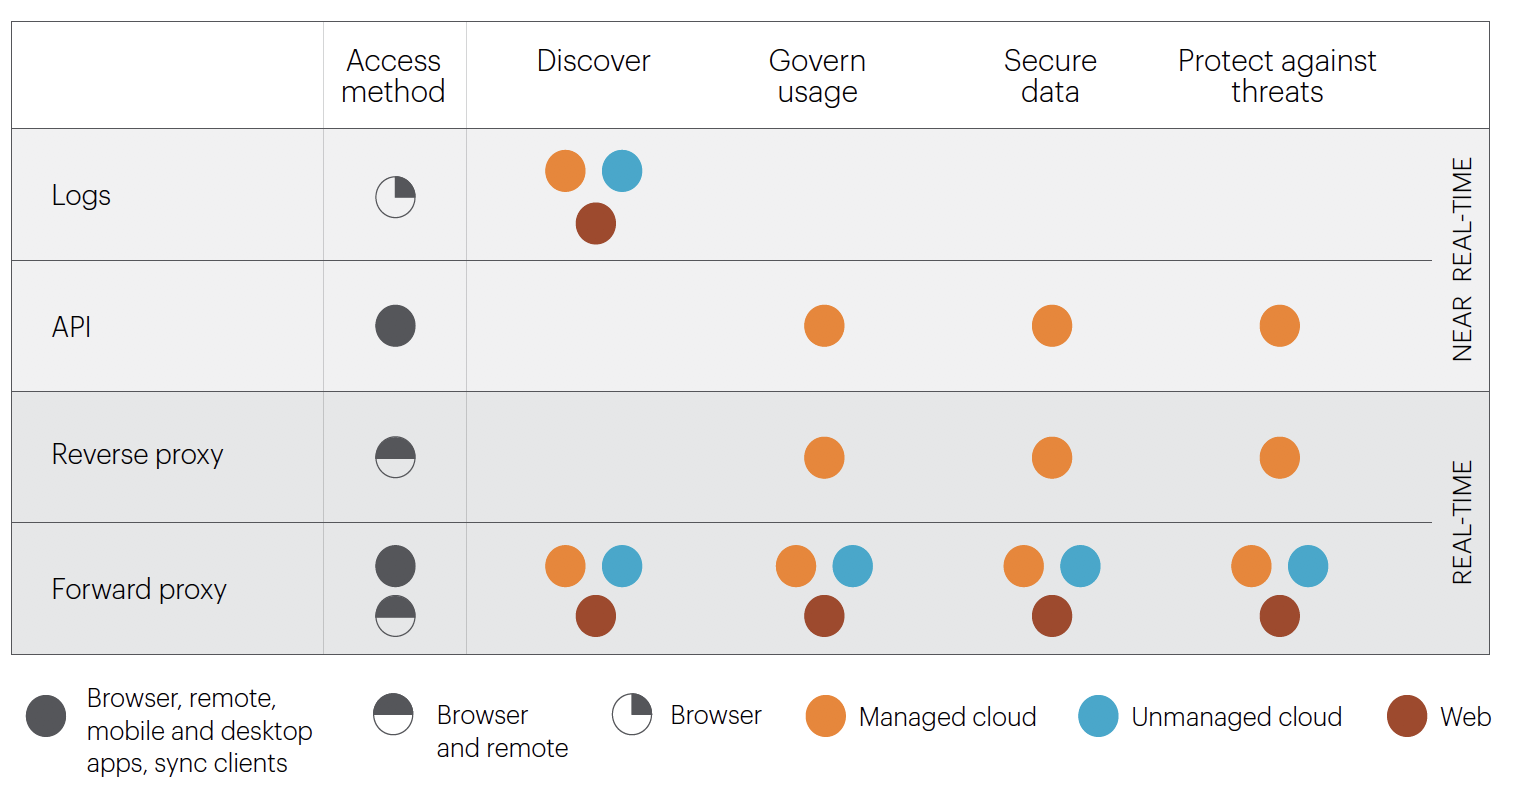 Access
method
Discover
Govern
usage
Secure
data
Protect against
threats
Logs
API
NEAR REAL-TIME
Reverse proxy
Forward proxy
REAL-TIME
Browser, remote,
mobile and desktop
apps, sync clients
Browser
and remote
Browser
Managed cloud
Unmanaged cloud
Web